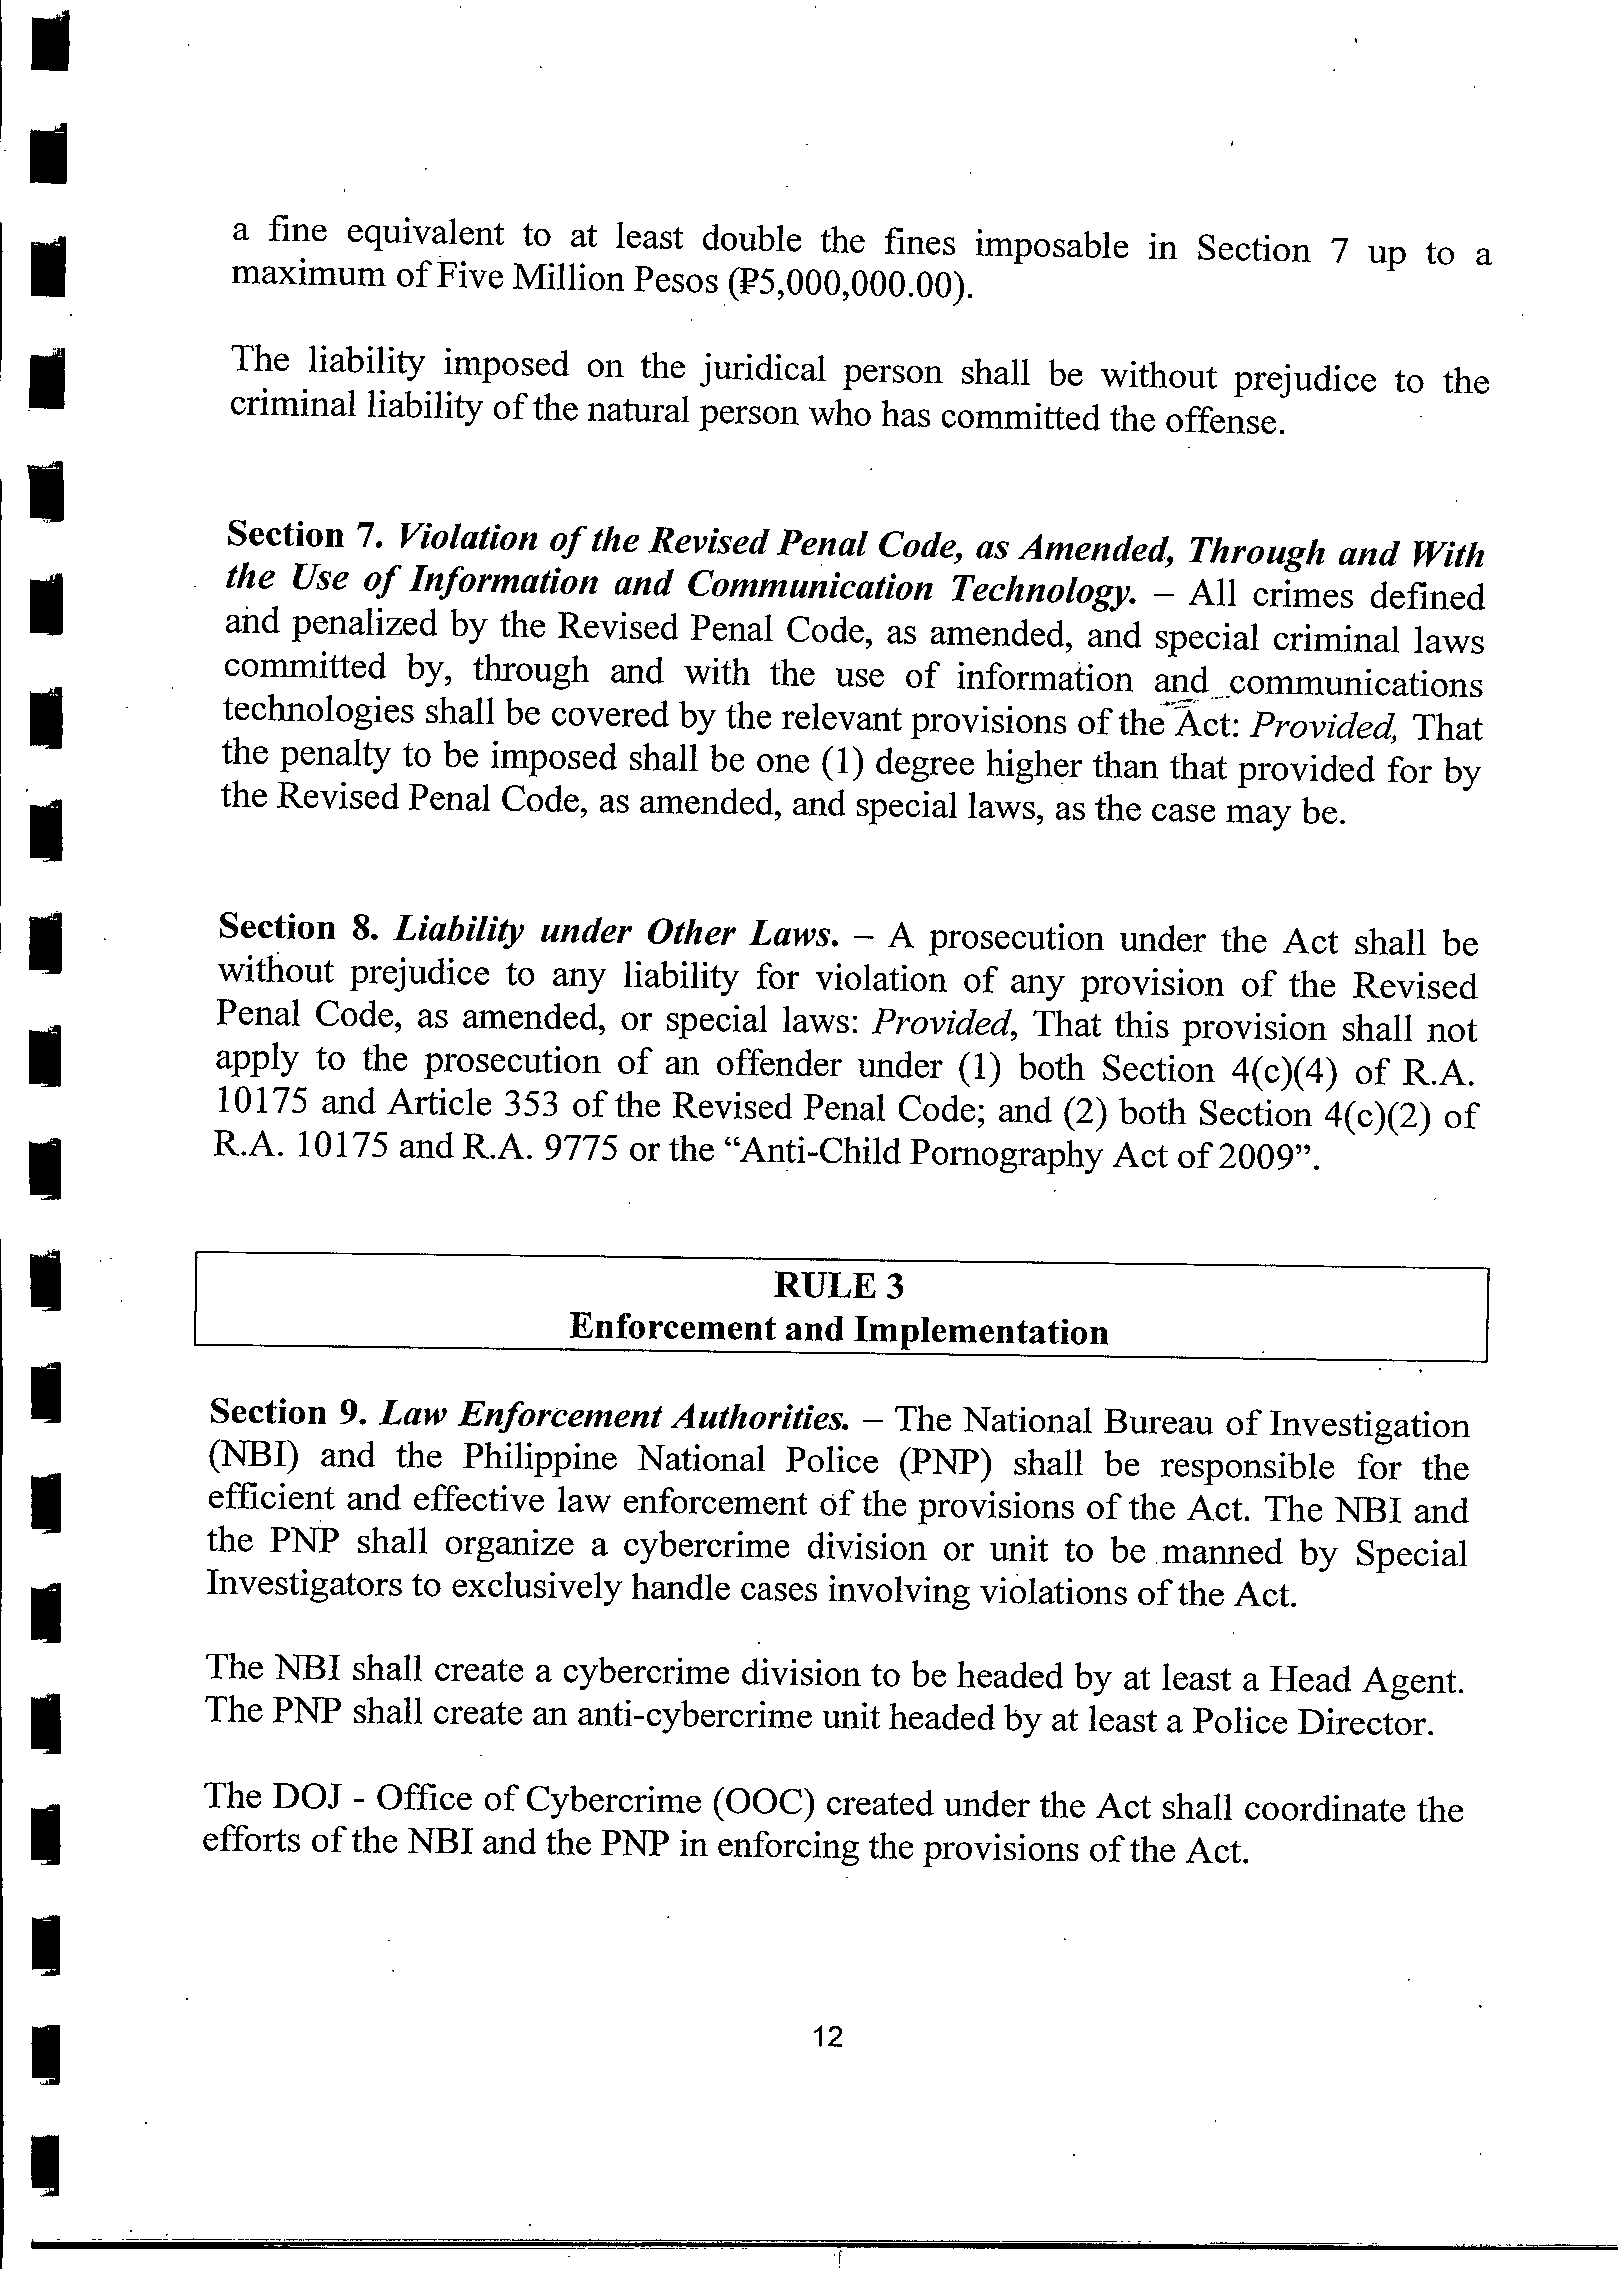 a fine equivalent to at least double the fines imposable in Section 7 up to a
maximum of Five Million Pesos (₱5,000,000.00).
The liability imposed on the juridical person shall be without prejudice to the
criminal liability of the natural person who has committed the offense.
Section 7. Violation of the Revised Penal Code, as Amended, Through and With
the Use of Information and Communication Technology. – All crimes defined
and penalized by the Revised Penal Code, as amended, and special criminal laws
committed by, through and with the use of information and communications
technologies shall be covered by the relevant provisions of the Act: Provided, That
the penalty to be imposed shall be one (1) degree higher than that provided for by
the Revised Penal Code, as amended, and special laws, as the case may be.
Section 8. Liability under Other Laws. – A prosecution under the Act shall be
without prejudice to any liability for violation of any provision of the Revised
Penal Code, as amended, or special laws: Provided, That this provision shall not
apply to the prosecution of an offender under (1) both Section 4(c)(4) of R.A.
10175 and Article 353 of the Revised Penal Code; and (2) both Section 4(c)(2) of
R.A. 10175 and R.A. 9775 or the “Anti-Child Pornography Act of 2009”.
RULE 3
Enforcement and Implementation
Section 9. Law Enforcement Authorities. – The National Bureau of Investigation
(NBI) and the Philippine National Police (PNP) shall be responsible for the
efficient and effective law enforcement of the provisions of the Act. The NBI and
the PNP shall organize a cybercrime division or unit to be manned by Special
Investigators to exclusively handle cases involving violations of the Act.
The NBI shall create a cybercrime division to be headed by at least a Head Agent.
The PNP shall create an anti-cybercrime unit headed by at least a Police Director.
The DOJ - Office of Cybercrime (OOC) created under the Act shall coordinate the
efforts of the NBI and the PNP in enforcing the provisions of the Act.
12